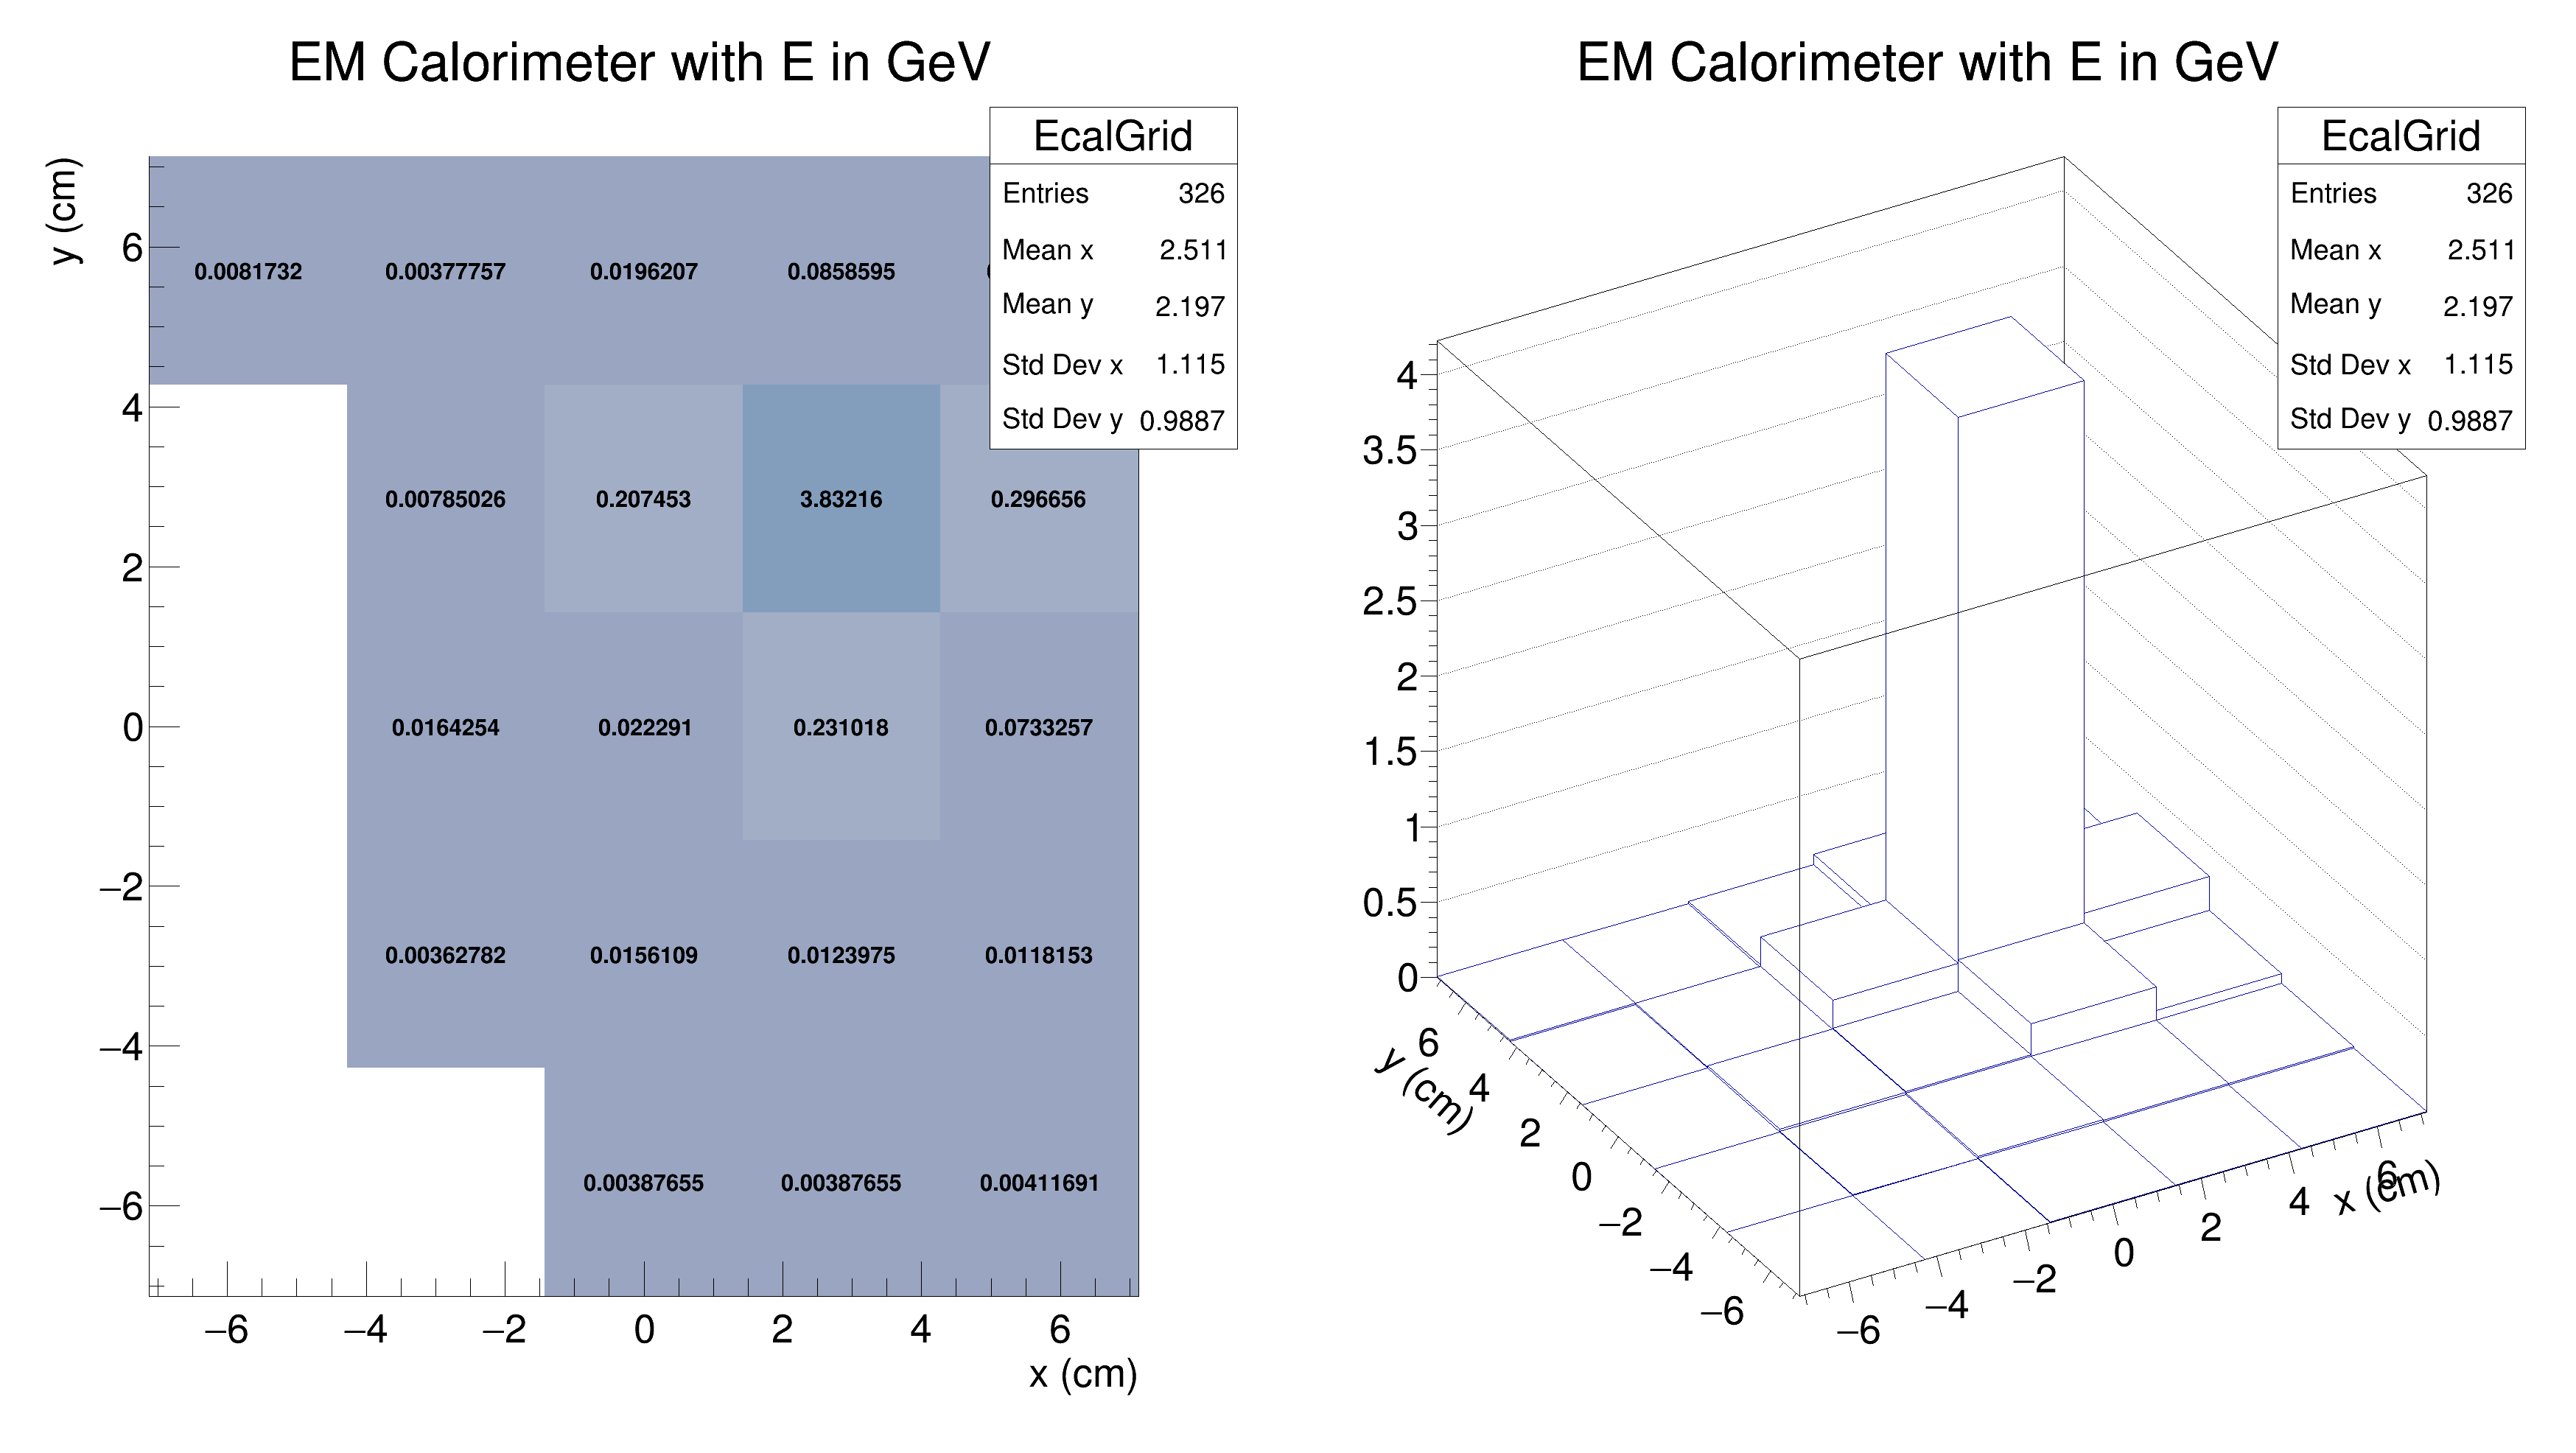 EM Calorimeter with E in GeV
EcalGrid
Entries 326
Mean x 2.511
Mean y 2.197
Std Dev x 1.115
Std Dev y 0.9887
y (cm)
6
4
2
0
−2
−4
−6
0.0081732 0.00377757 0.0196207 0.0858595
0.00785026 0.207453 3.83216 0.296656
0.0164254 0.022291 0.231018 0.0733257
0.00362782 0.0156109 0.0123975 0.0118153
0.00387655 0.00387655 0.00411691
−6 −4 −2 0 2 4 6
x (cm)
EM Calorimeter with E in GeV
EcalGrid
Entries 326
Mean x 2.511
Mean y 2.197
Std Dev x 1.115
Std Dev y 0.9887
4
3.5
3
2.5
2
1.5
1
0.5
0
6
4
2
0
−2
−4
−6
y (cm)
−6
−4
−2
0
2
4
6
x (cm)